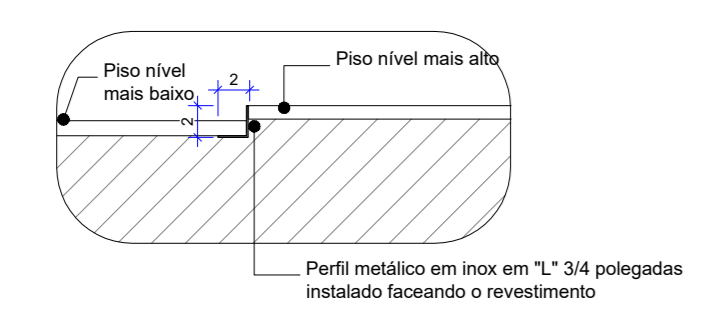 Piso nível
mais baixo
2
Piso nível mais alto
2
Perfil metálico em inox em "L" 3/4 polegadas
instalado faceando o revestimento